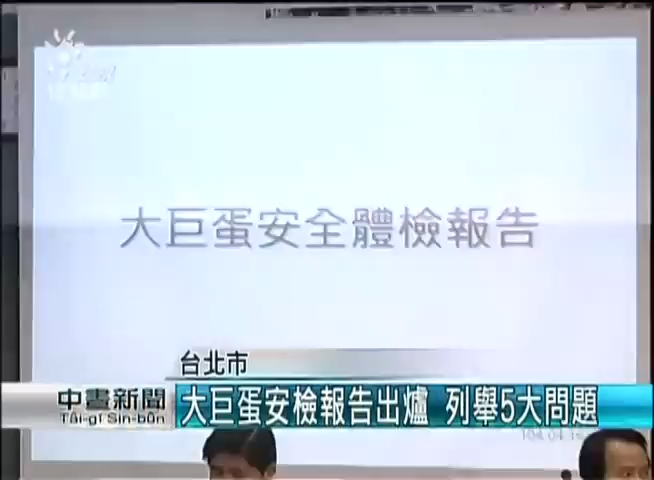 大巨蛋安全體檢報告
台北市
中晝新聞
Tâi-gí Sin-bûn
大巨蛋安檢報告出爐 列舉5大問題